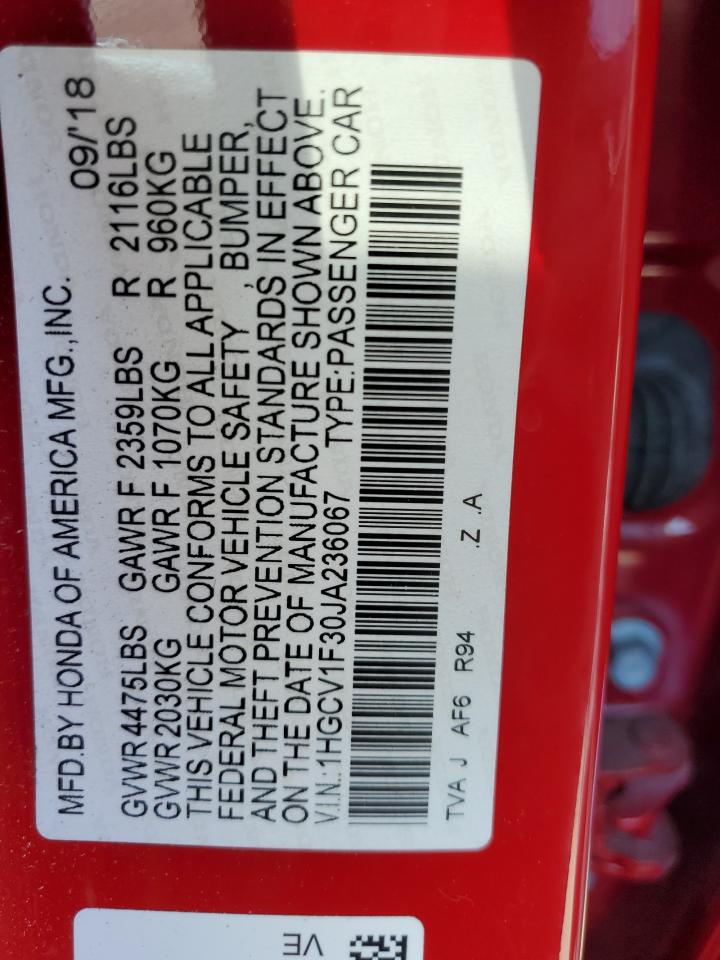 MFD.BY HONDA OF AMERICA MFG.,INC. 09/'18
GVWR 4475LBS GAWR F 2359LBS R 2116LBS
GVWR 2030KG GAWR F 1070KG R 960KG
THIS VEHICLE CONFORMS TO ALL APPLICABLE
FEDERAL MOTOR VEHICLE SAFETY , BUMPER,
AND THEFT PREVENTION STANDARDS IN EFFECT
ON THE DATE OF MANUFACTURE SHOWN ABOVE.
V.I.N.:1HGCV1F30JA236067 TYPE:PASSENGER CAR
TVA J AF6 R94 .Z .A
VE